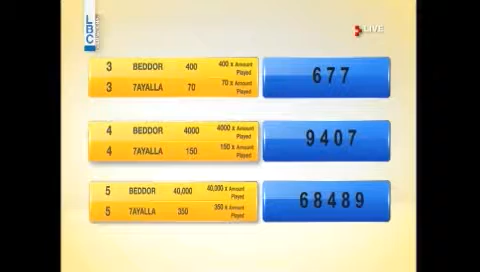 LBC
LIVE
3 BEDDOR 400 400 x Amount Played
3 7AYALLA 70 70 x Amount Played
677
4 BEDDOR 4000 4000 x Amount Played
4 7AYALLA 150 150 x Amount Played
9407
5 BEDDOR 40,000 40,000 x Amount Played
5 7AYALLA 350 350 x Amount Played
68489